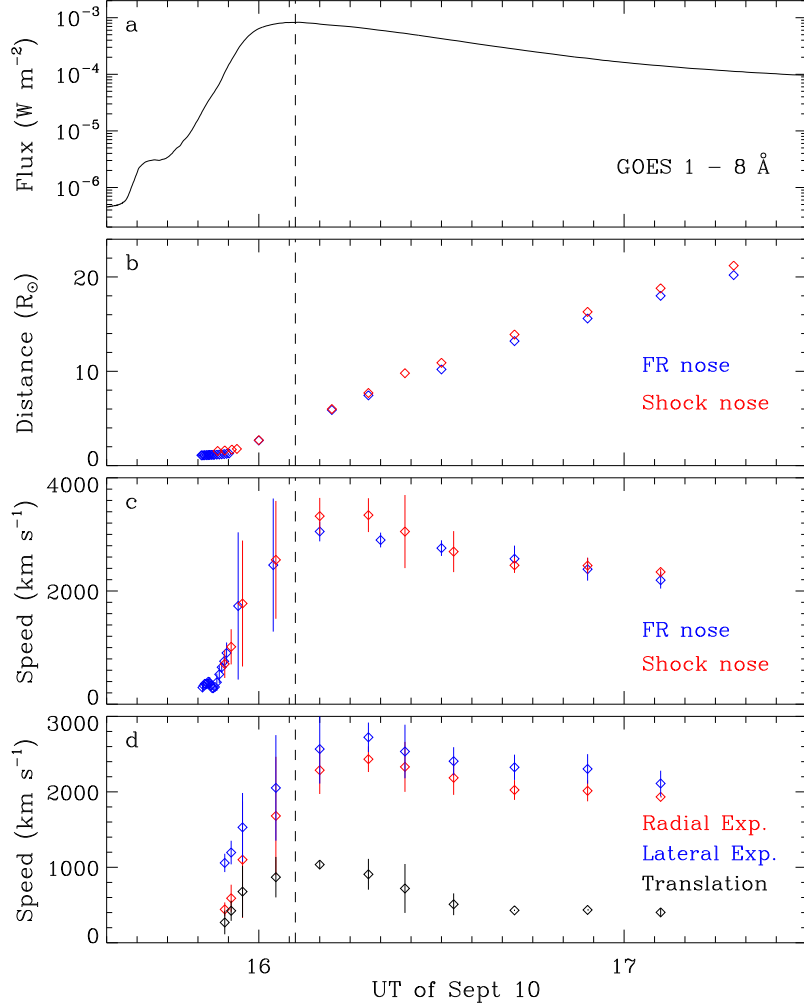 a
10⁻³
10⁻⁴
10⁻⁵
10⁻⁶
Flux (W m⁻²)
GOES 1 – 8 Å
b
20
10
0
Distance (R☉)
FR nose
Shock nose
c
4000
2000
0
Speed (km s⁻¹)
FR nose
Shock nose
d
3000
2000
1000
0
Speed (km s⁻¹)
Radial Exp.
Lateral Exp.
Translation
16
17
UT of Sept 10